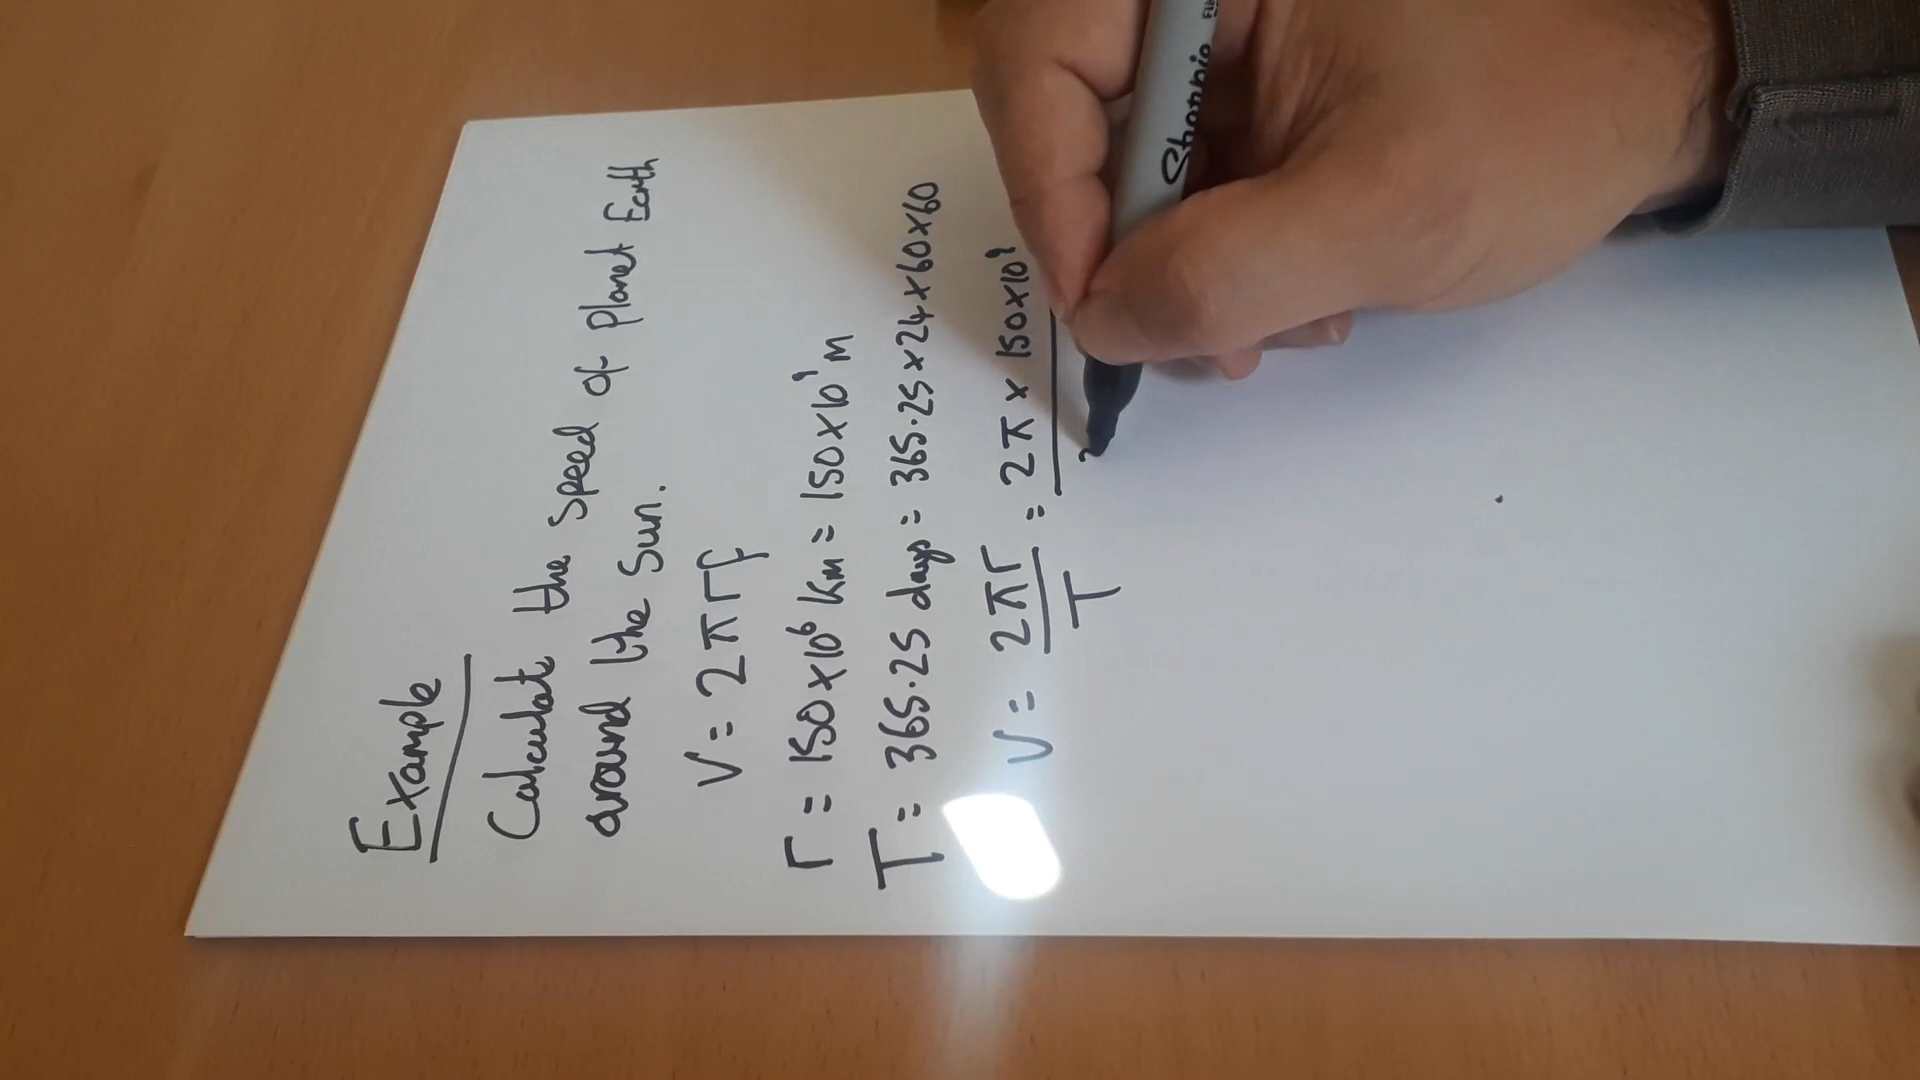 Example
Calculate the speed of planet Earth
around the Sun.
V = 2πrf
r = 150×10⁶ km = 150×10⁹ m
T = 365.25 days = 365.25×24×60×60
V = 2πr/T = 2π × 150×10⁹
Sharpie